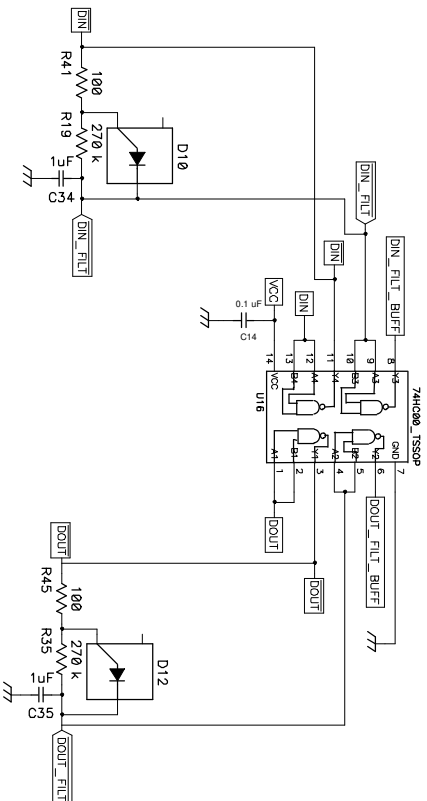 DIN
R41
100
R19
270 k
D10
1uF
C34
DIN_FILT
DIN_FILT
DIN_FILT_BUFF
DIN
DIN
VCC
0.1 uF
C14
14
13
12
11
10
9
8
VCC
B4
A4
Y4
B3
A3
Y3
U16
74HC00_TSSOP
A1
B1
Y1
A2
B2
Y2
GND
1
2
3
4
5
6
7
DOUT
DOUT_FILT_BUFF
DOUT
DOUT
R45
100
R35
270 k
D12
1uF
C35
DOUT_FILT